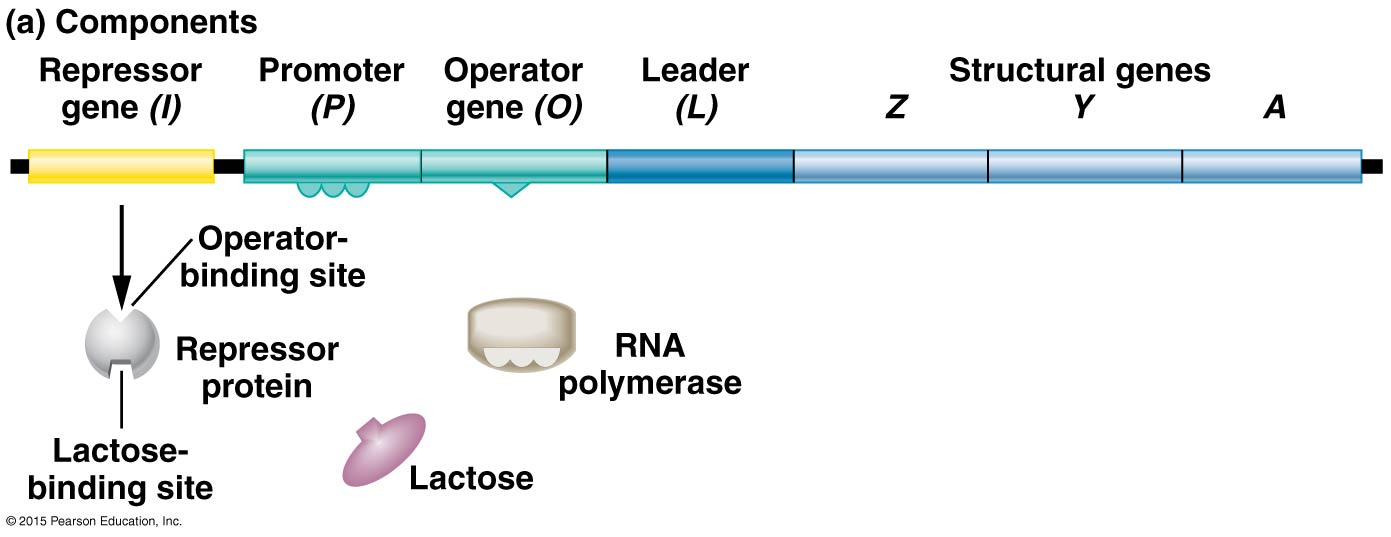 (a) Components
Repressor
gene (I)
Promoter
(P)
Operator
gene (O)
Leader
(L)
Structural genes
Z Y A
Operator-
binding site
Repressor
protein
RNA
polymerase
Lactose-
binding site
Lactose
© 2015 Pearson Education, Inc.